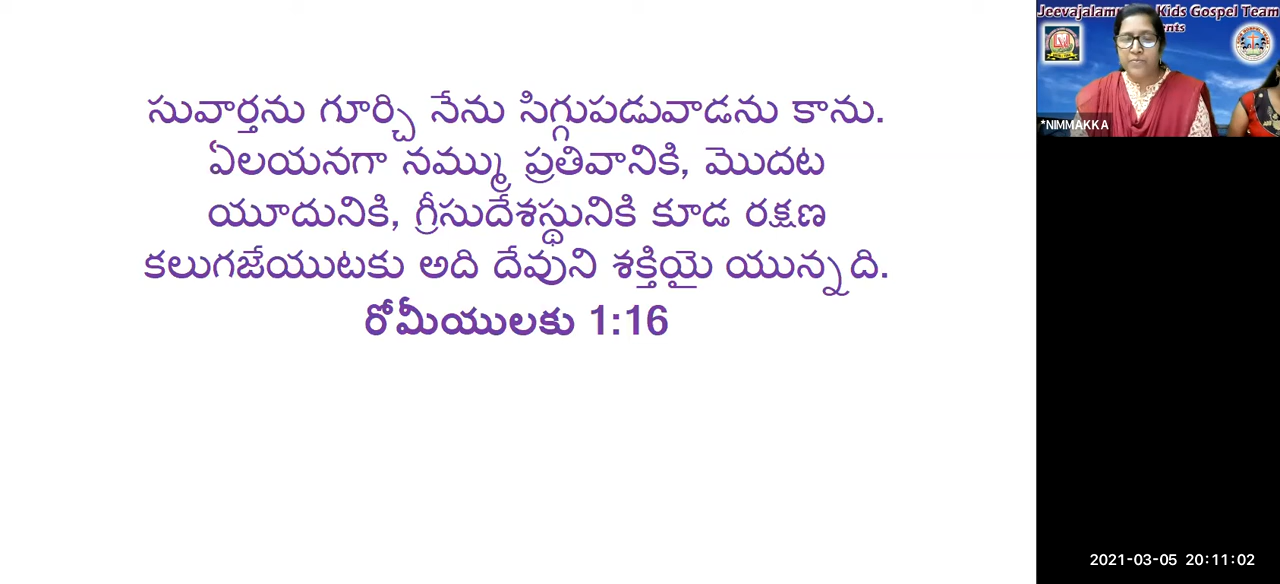 సువార్తను గూర్చి నేను సిగ్గుపడువాడను కాను.
ఏలయనగా నమ్ము ప్రతివానికి, మొదట
యూదునికి, గ్రీసుదేశస్థునికి కూడ రక్షణ
కలుగజేయుటకు అది దేవుని శక్తియై యున్నది.
రోమీయులకు 1:16
Kids Gospel Team
*NIMMAKKA
2021-03-05 20:11:02